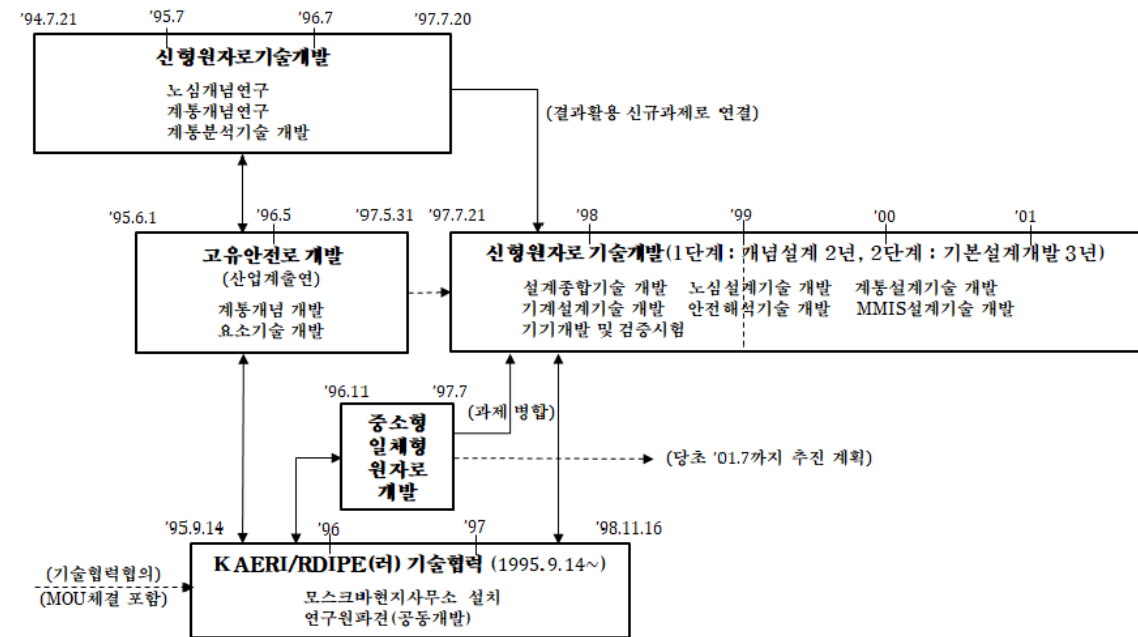 '94.7.21 '95.7 '96.7 '97.7.20
신형원자로기술개발
노심개념연구
계통개념연구
계통분석기술 개발
(결과활용 신규과제로 연결)
'95.6.1 '96.5 '97.5.31 '97.7.21 '98 '99 '00 '01
고유안전로 개발
(산업계출연)
계통개념 개발
요소기술 개발
신형원자로 기술개발(1단계 : 개념설계 2년, 2단계 : 기본설계개발 3년)
설계종합기술 개발 노심설계기술 개발 계통설계기술 개발
기계설계기술 개발 안전해석기술 개발 MMIS설계기술 개발
기기개발 및 검증시험
'96.11 '97.7
중소형
일체형
원자로
개발
(과제 병합)
(당초 '01.7까지 추진 계획)
'95.9.14 '96 '97 '98.11.16
(기술협력협의)
(MOU체결 포함)
KAERI/RDIPE(러) 기술협력 (1995.9.14~)
모스크바현지사무소 설치
연구원파견(공동개발)